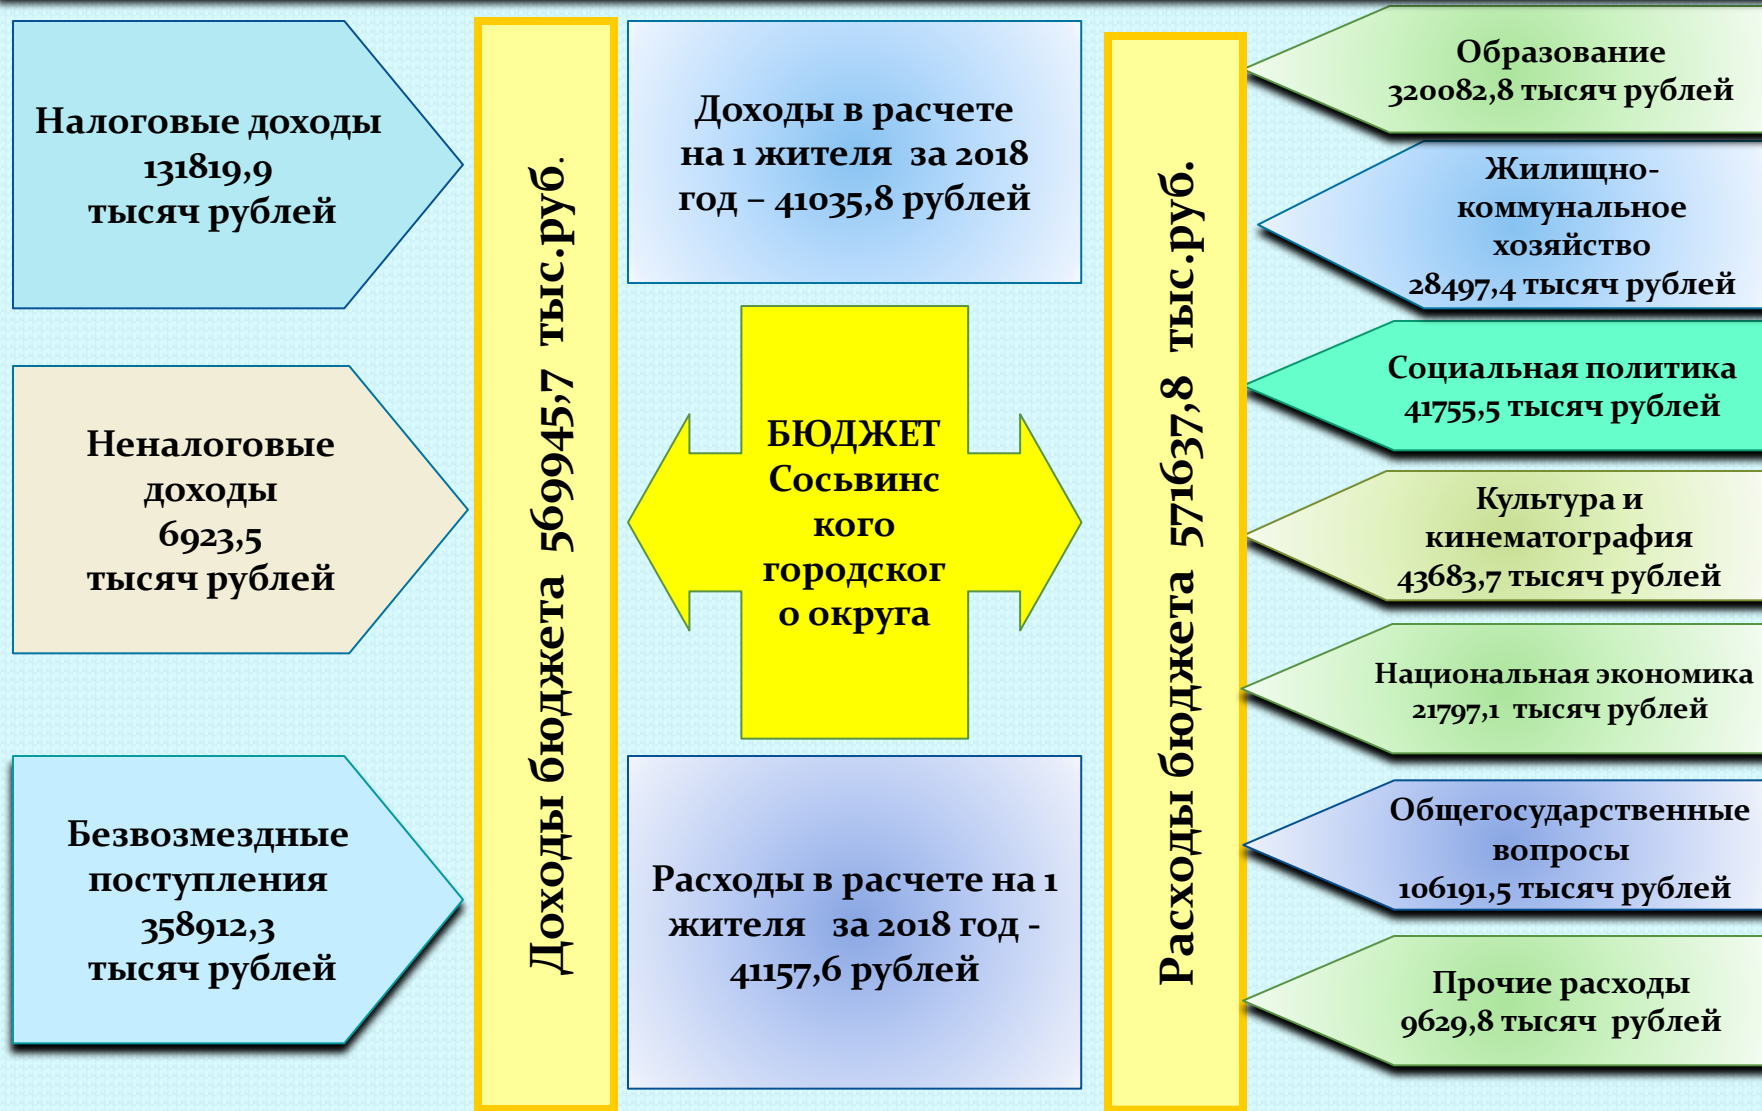 Налоговые доходы
131819,9
тысяч рублей
Неналоговые
доходы
6923,5
тысяч рублей
Безвозмездные
поступления
358912,3
тысяч рублей
Доходы бюджета 569945,7 тыс.руб.
Доходы в расчете
на 1 жителя за 2018
год – 41035,8 рублей
БЮДЖЕТ
Сосьвинс
кого
городског
о округа
Расходы в расчете на 1
жителя за 2018 год -
41157,6 рублей
Расходы бюджета 571637,8 тыс.руб.
Образование
320082,8 тысяч рублей
Жилищно-
коммунальное
хозяйство
28497,4 тысяч рублей
Социальная политика
41755,5 тысяч рублей
Культура и
кинематография
43683,7 тысяч рублей
Национальная экономика
21797,1 тысяч рублей
Общегосударственные
вопросы
106191,5 тысяч рублей
Прочие расходы
9629,8 тысяч рублей